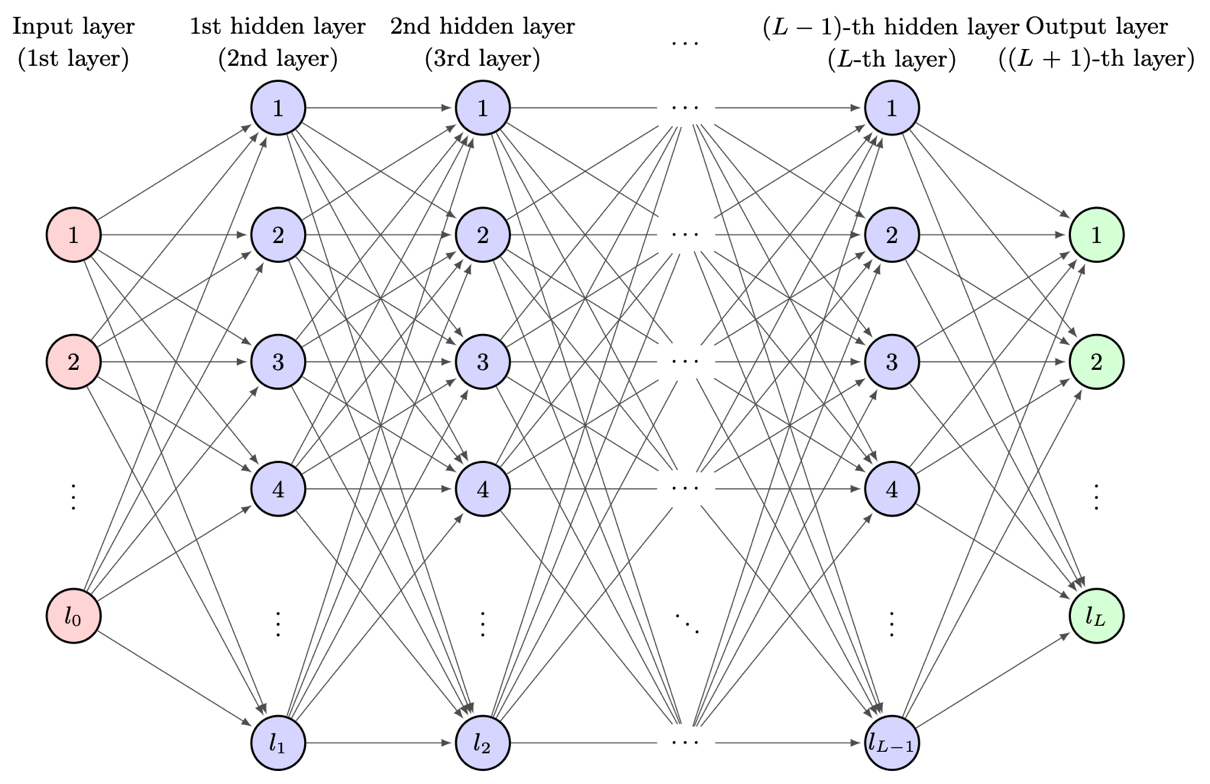 Input layer
(1st layer)
1st hidden layer
(2nd layer)
2nd hidden layer
(3rd layer)
⋯
(L − 1)-th hidden layer
(L-th layer)
Output layer
((L + 1)-th layer)
1 1 ⋯ 1
1 2 2 ⋯ 2 1
2 3 3 ⋯ 3 2
4 4 ⋯ 4
⋮ ⋮
l₀ ⋮ ⋮ ⋱ ⋮ l_L
l₁ l₂ ⋯ l_{L−1}